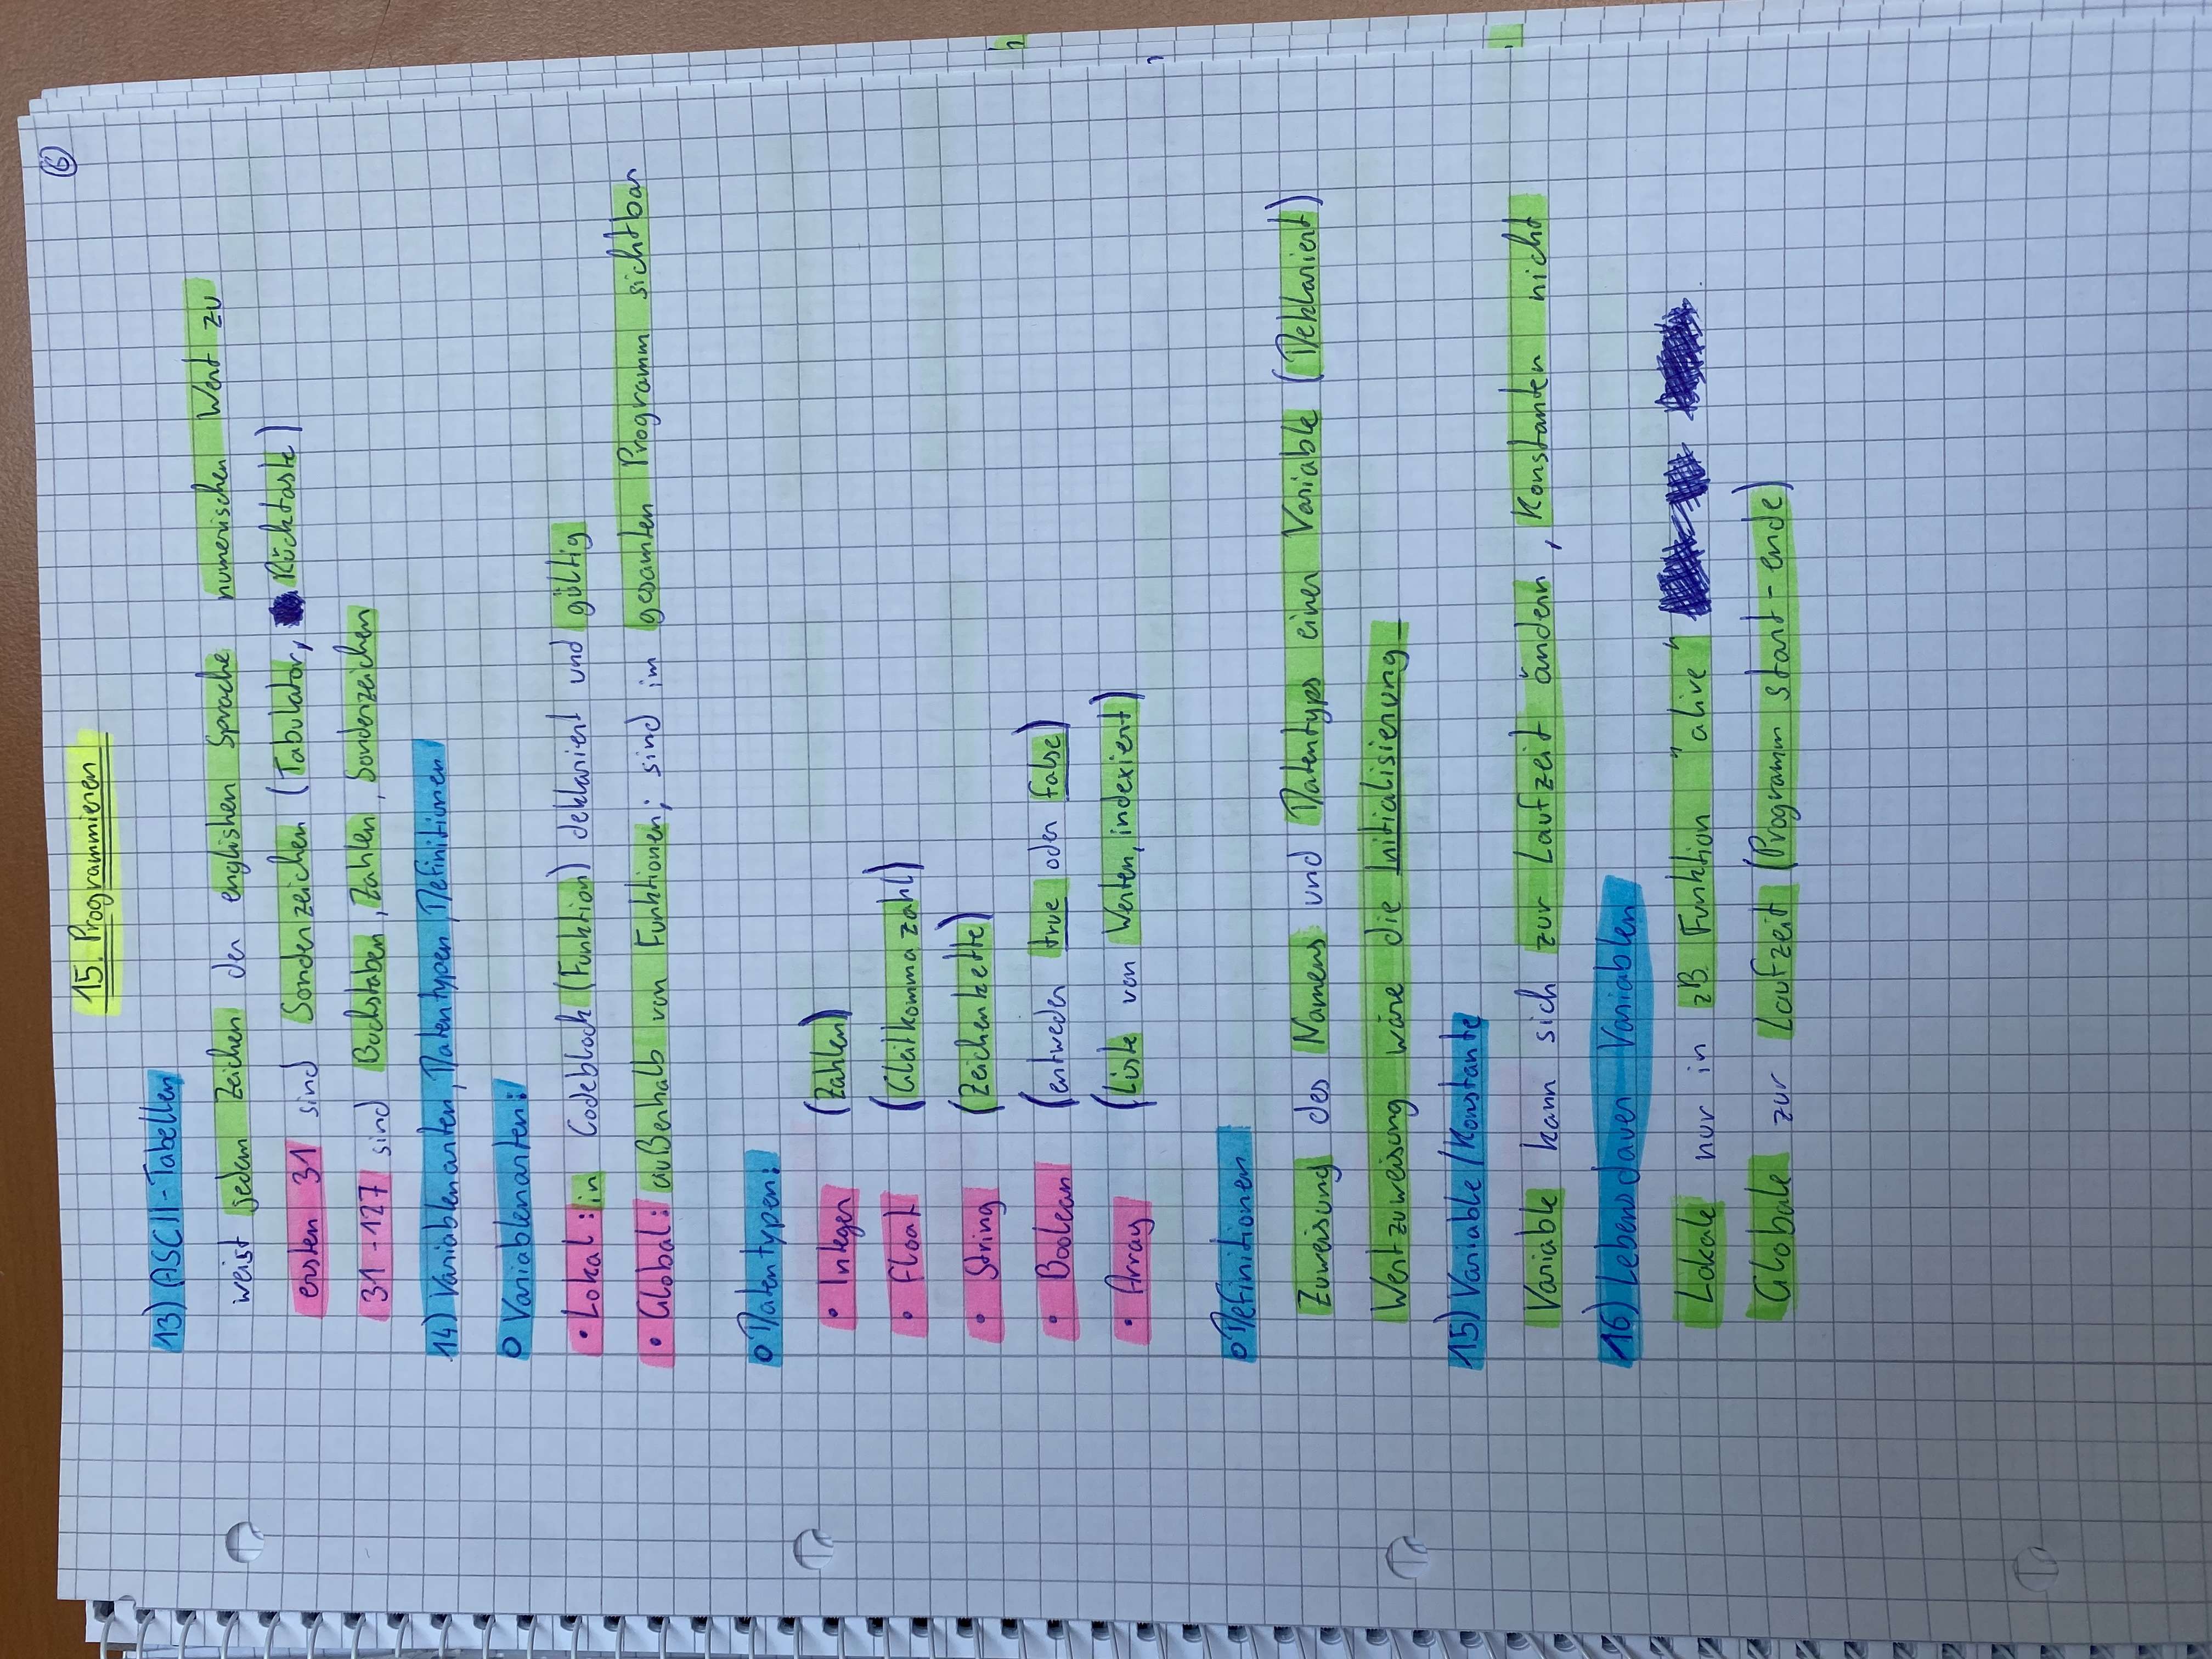 6
15. Programmieren
13) ASCII-Tabellen
weist jedem Zeichen der englishen Sprache numerischen Wert zu
ersten 31 sind Sonderzeichen (Tabulator, Rücktaste)
31-127 sind Buchstaben, Zahlen, Sonderzeichen
14) Variablenarten, Datentypen, Definitionen
o Variablenarten:
• Lokal: in Codeblock (Funktion) deklariert und gültig
• Global: außerhalb von Funktionen; sind im gesamten Programm sichtbar
o Datentypen:
• Integer (Zahlen)
• Float (Gleitkommazahl)
• String (Zeichenkette)
• Boolean (entweder true oder false)
• Array (Liste von Werten, indexiert)
o Definitionen
Zuweisung des Namens und Datentyps einer Variable (Deklariert)
Wertzuweisung wäre die Initialisierung
15) Variable/Konstante
Variable kann sich zur Laufzeit ändern, Konstanten nicht
16) Lebensdauer Variablen
Lokale nur in zB. Funktion "alive"
Globale zur Laufzeit (Programm start-ende)